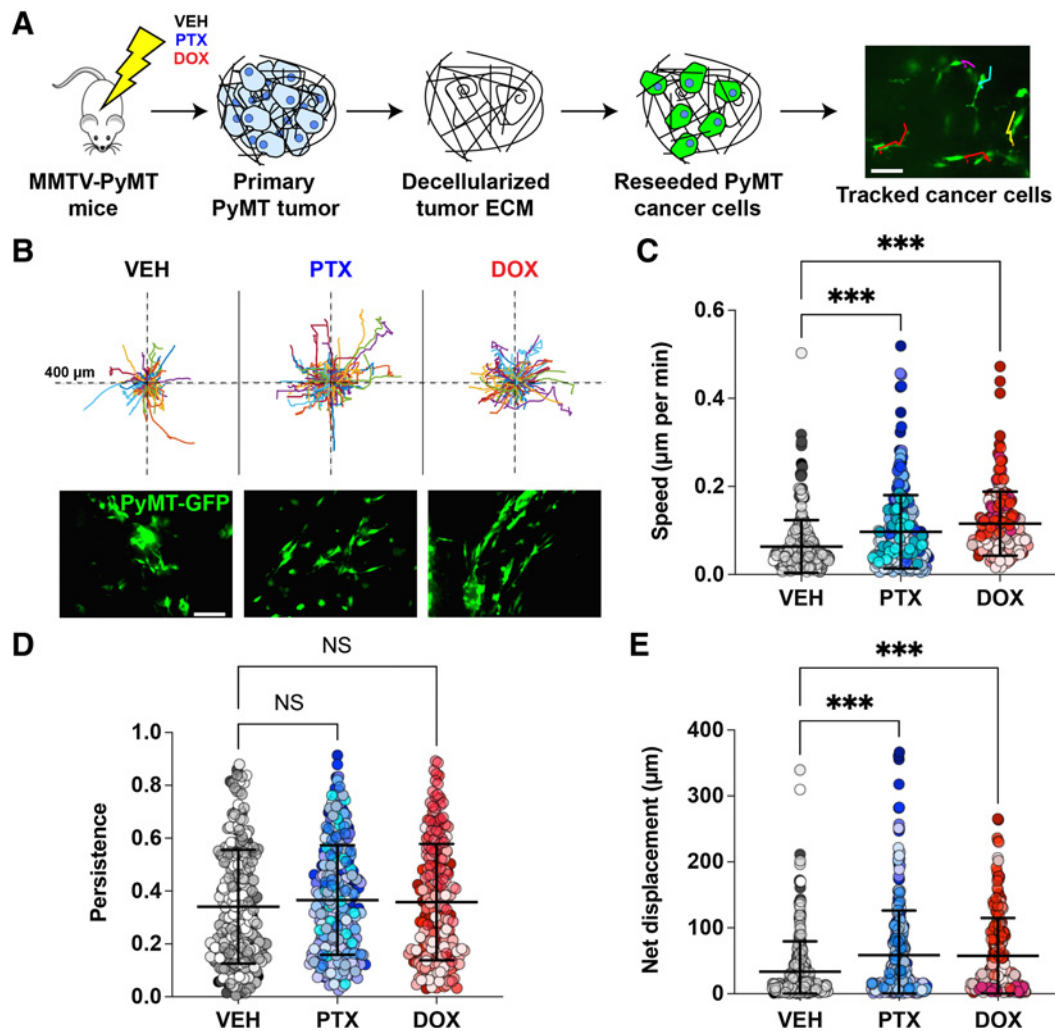 A
VEH
PTX
DOX
MMTV-PyMT
mice
Primary
PyMT tumor
Decellularized
tumor ECM
Reseeded PyMT
cancer cells
Tracked cancer cells
B
VEH
PTX
DOX
400 µm
PyMT-GFP
C
***
***
Speed (µm per min)
0.6
0.4
0.2
0.0
VEH
PTX
DOX
D
NS
NS
Persistence
1.0
0.8
0.6
0.4
0.2
0.0
VEH
PTX
DOX
E
***
***
Net displacement (µm)
400
300
200
100
0
VEH
PTX
DOX